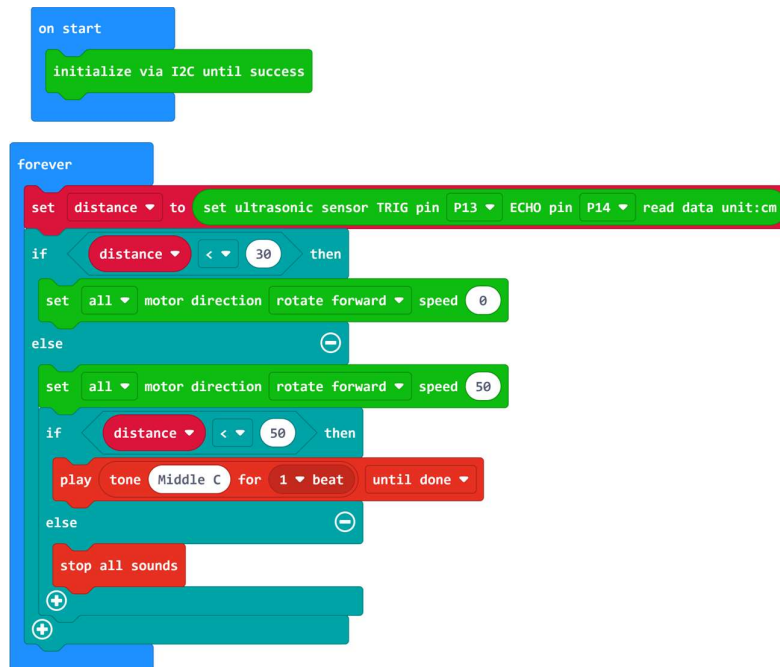 on start
initialize via I2C until success
forever
set distance to set ultrasonic sensor TRIG pin P13 ECHO pin P14 read data unit:cm
if distance < 30 then
set all motor direction rotate forward speed 0
else
set all motor direction rotate forward speed 50
if distance < 50 then
play tone Middle C for 1 beat until done
else
stop all sounds